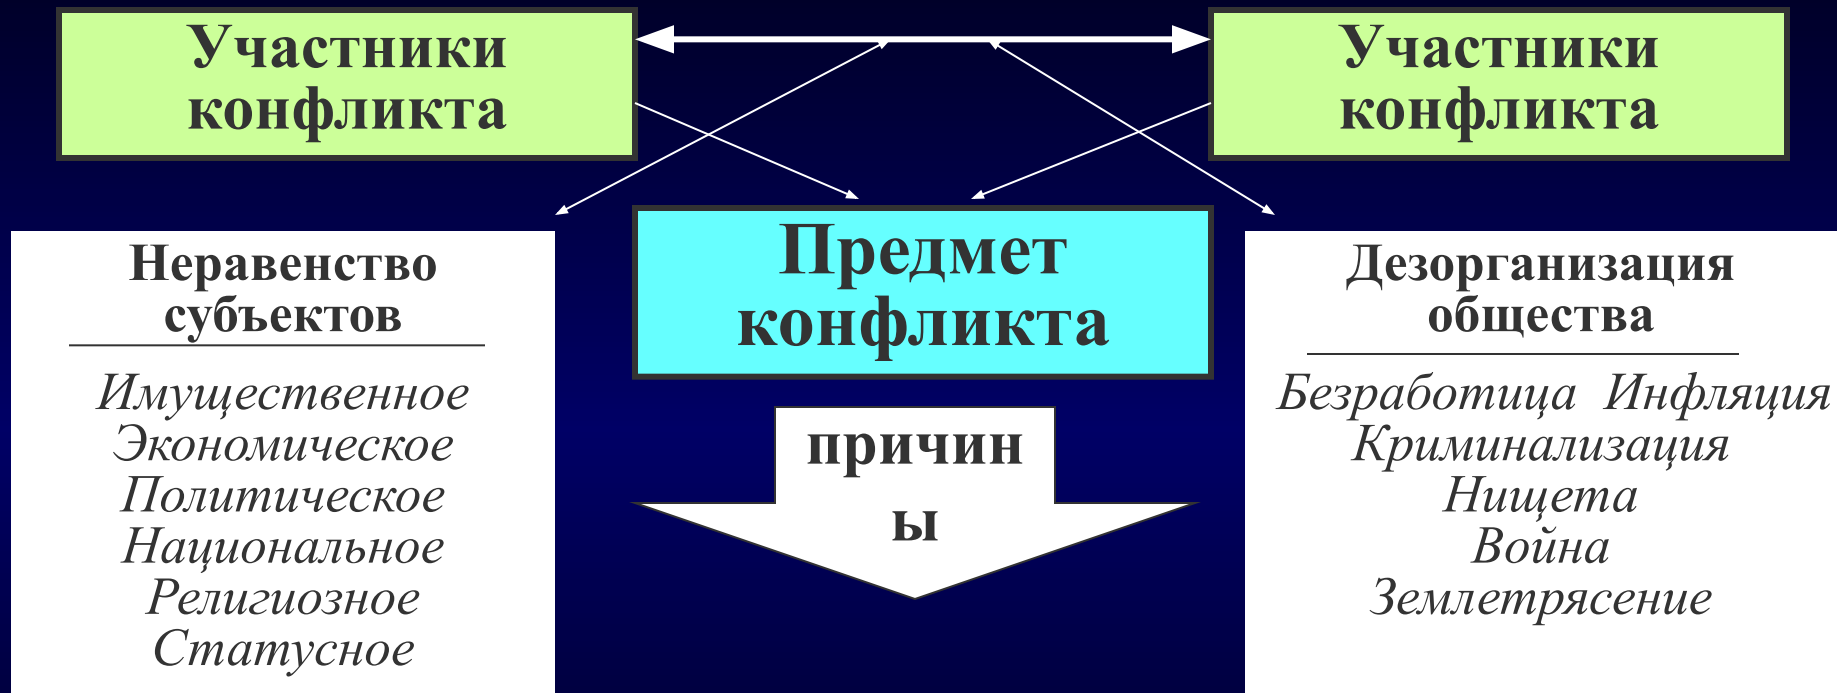 Участники
конфликта
Участники
конфликта
Неравенство
субъектов
Имущественное
Экономическое
Политическое
Национальное
Религиозное
Статусное
Предмет
конфликта
причин
ы
Дезорганизация
общества
Безработица Инфляция
Криминализация
Нищета
Война
Землетрясение